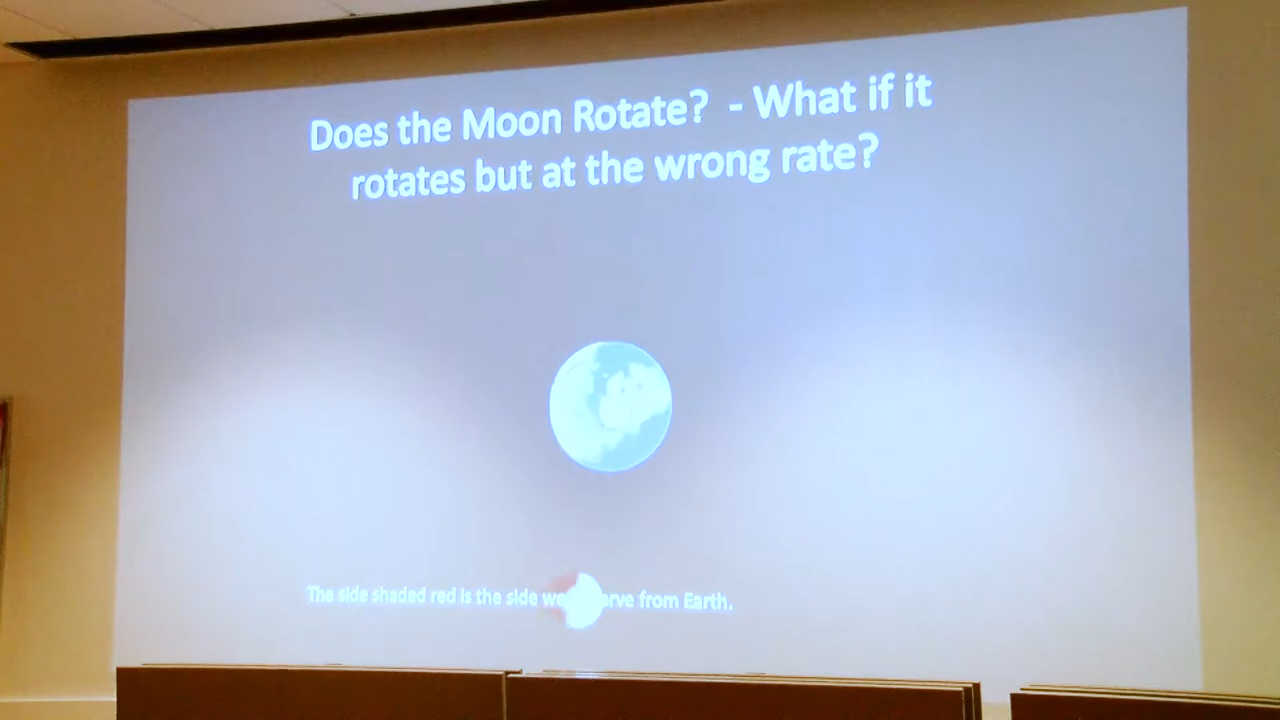 Does the Moon Rotate?  - What if it
rotates but at the wrong rate?
The side shaded red is the side we rve from Earth.